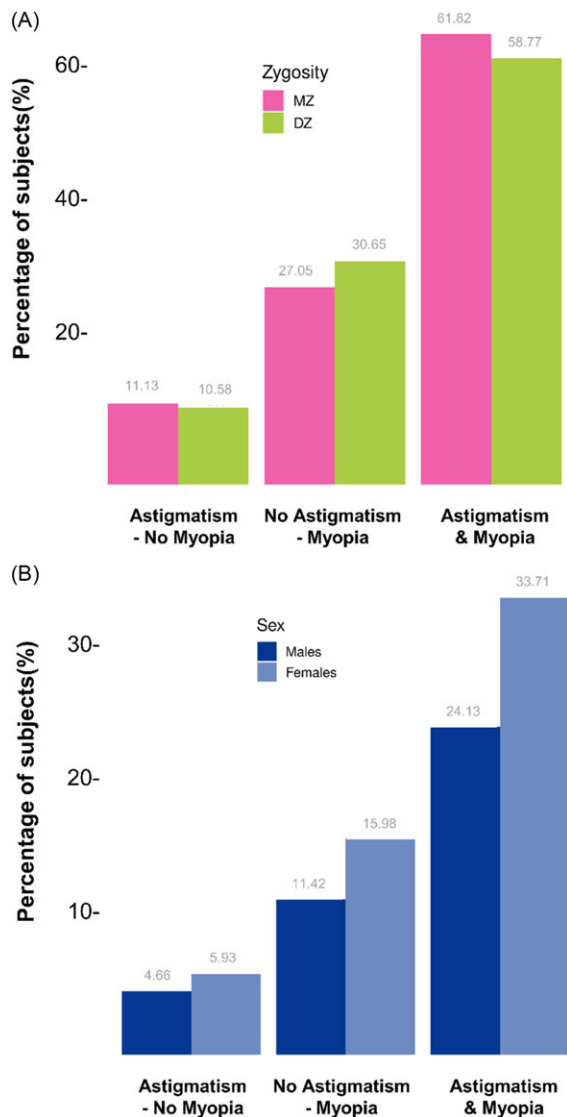 (A)
Percentage of subjects(%)
60-
40-
20-
Zygosity
MZ
DZ
11.13
10.58
27.05
30.65
61.82
58.77
Astigmatism
- No Myopia
No Astigmatism
- Myopia
Astigmatism
& Myopia
(B)
Percentage of subjects(%)
30-
20-
10-
Sex
Males
Females
4.66
5.93
11.42
15.98
24.13
33.71
Astigmatism
- No Myopia
No Astigmatism
- Myopia
Astigmatism
& Myopia